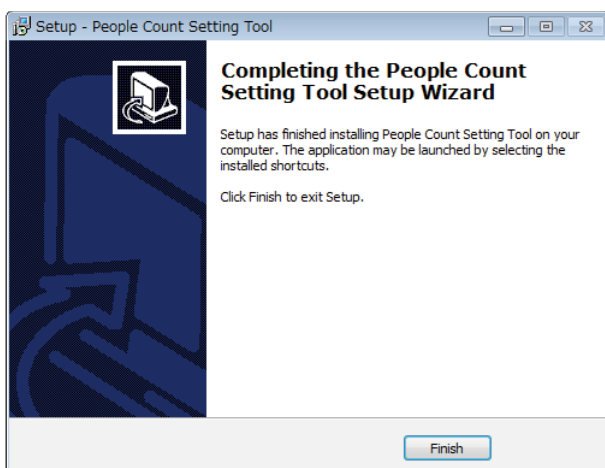 Setup - People Count Setting Tool
Completing the People Count
Setting Tool Setup Wizard
Setup has finished installing People Count Setting Tool on your
computer. The application may be launched by selecting the
installed shortcuts.
Click Finish to exit Setup.
Finish